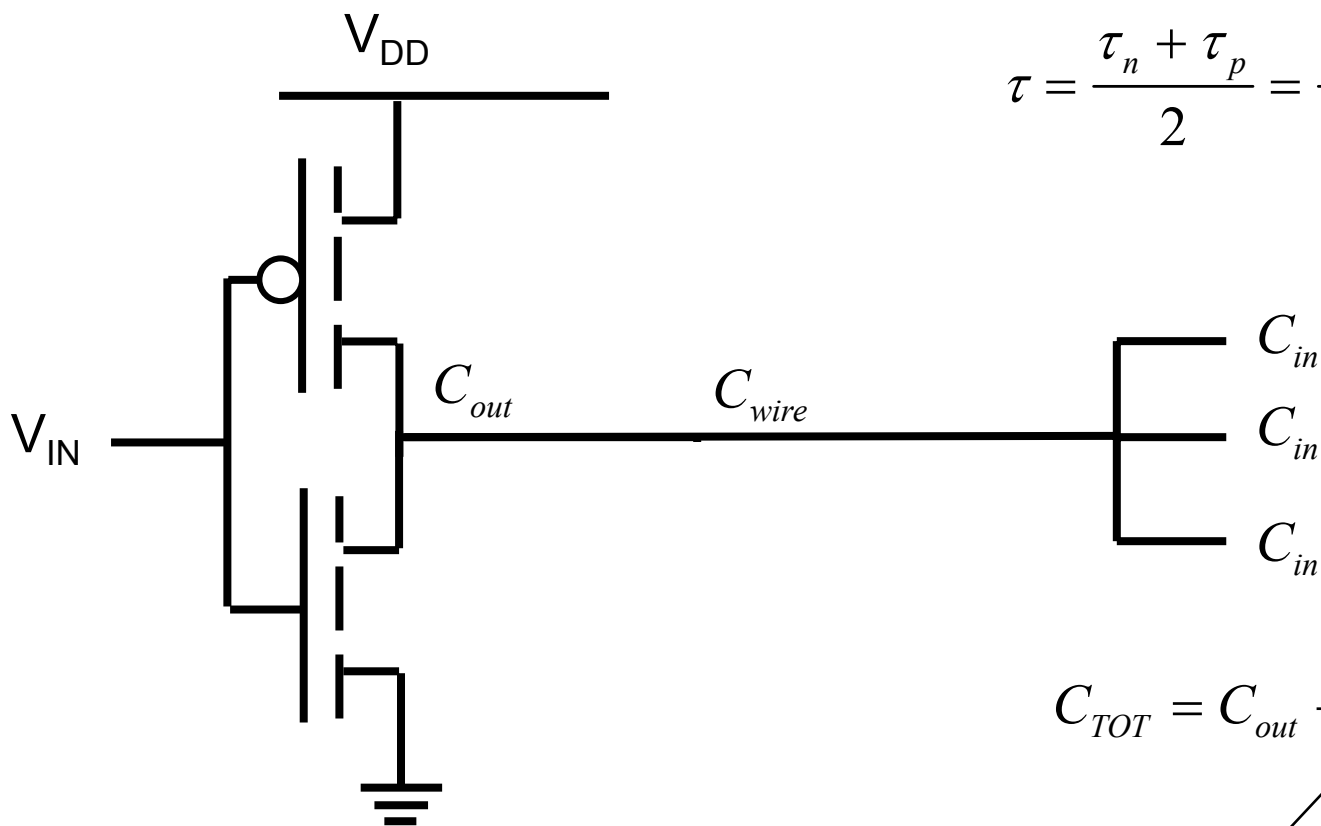 V_DD
τ = (τ_n + τ_p) / 2 =
C_in
C_out
C_wire
V_IN
C_in
C_in
C_TOT = C_out